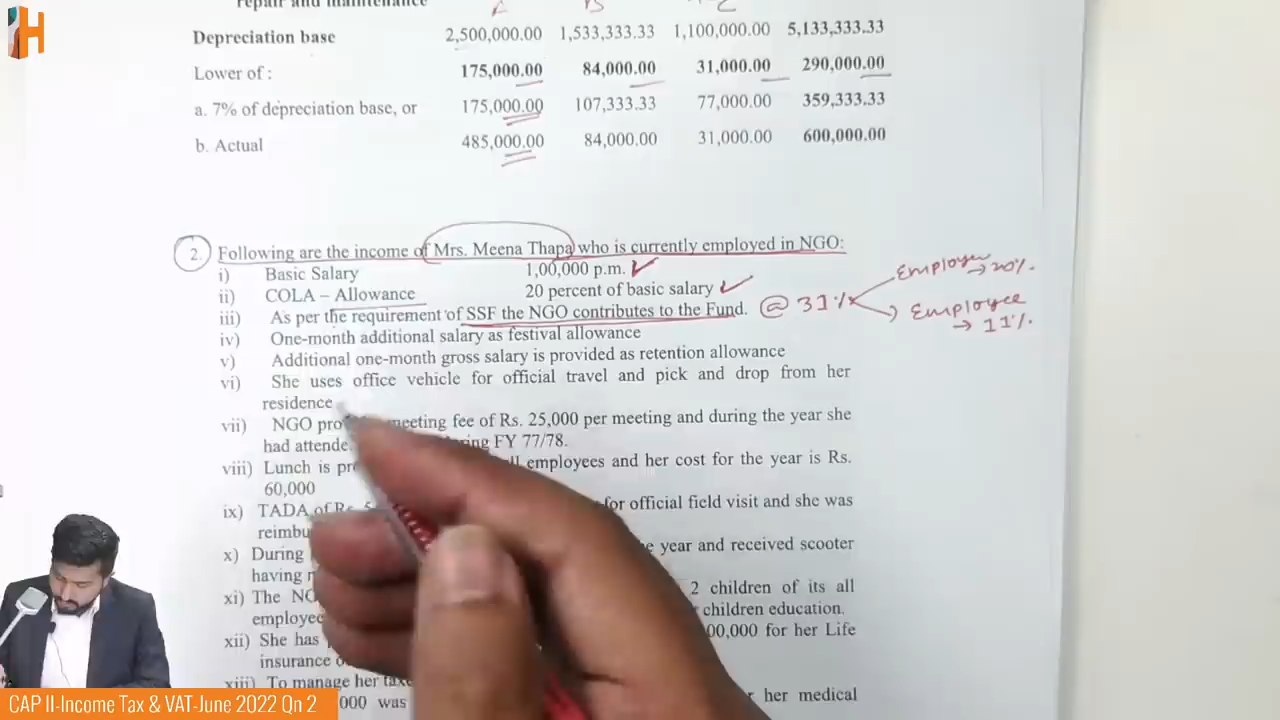 repair and maintenance A B C
Depreciation base 2,500,000.00 1,533,333.33 1,100,000.00 5,133,333.33
Lower of : 175,000.00 84,000.00 31,000.00 290,000.00
a. 7% of depreciation base, or 175,000.00 107,333.33 77,000.00 359,333.33
b. Actual 485,000.00 84,000.00 31,000.00 600,000.00
2. Following are the income of Mrs. Meena Thapa who is currently employed in NGO:
i) Basic Salary 1,00,000 p.m.
ii) COLA – Allowance 20 percent of basic salary
iii) As per the requirement of SSF the NGO contributes to the Fund. @ 31%
Employer → 20%.
Employee
→ 11%.
iv) One-month additional salary as festival allowance
v) Additional one-month gross salary is provided as retention allowance
vi) She uses office vehicle for official travel and pick and drop from her
residence
vii) NGO meeting fee of Rs. 25,000 per meeting and during the year she
had FY 77/78.
viii) Lunch is employees and her cost for the year is Rs.
60,000
ix) TADA of for official field visit and she was
x) During year and received scooter
having
xi) The 2 children of its all
children education.
xii) She has for her Life
insurance
xiii) To manage her her medical
000 was
H
CAP II-Income Tax & VAT-June 2022 Qn 2